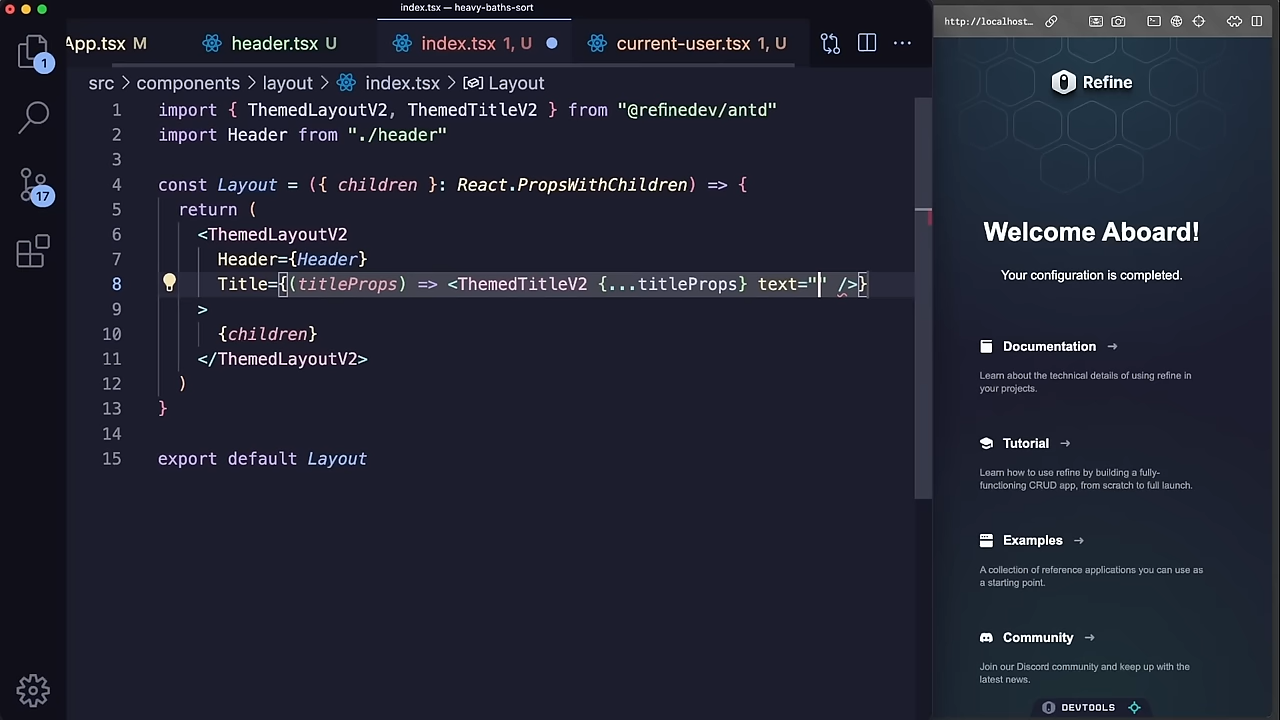 index.tsx — heavy-baths-sort
App.tsx M
header.tsx U
index.tsx 1, U
current-user.tsx 1, U
src > components > layout > index.tsx > Layout
1 import { ThemedLayoutV2, ThemedTitleV2 } from "@refinedev/antd"
2 import Header from "./header"
3
4 const Layout = ({ children }: React.PropsWithChildren) => {
5 return (
6 <ThemedLayoutV2
7 Header={Header}
8 Title={(titleProps) => <ThemedTitleV2 {...titleProps} text="" />}
9 >
10 {children}
11 </ThemedLayoutV2>
12 )
13 }
14
15 export default Layout
1
17
http://localhost...
Refine
Welcome Aboard!
Your configuration is completed.
Documentation →
Learn about the technical details of using refine in
your projects.
Tutorial →
Learn how to use refine by building a fully-
functioning CRUD app, from scratch to full launch.
Examples →
A collection of reference applications you can use as
a starting point.
Community →
Join our Discord community and keep up with the
latest news.
DEVTOOLS